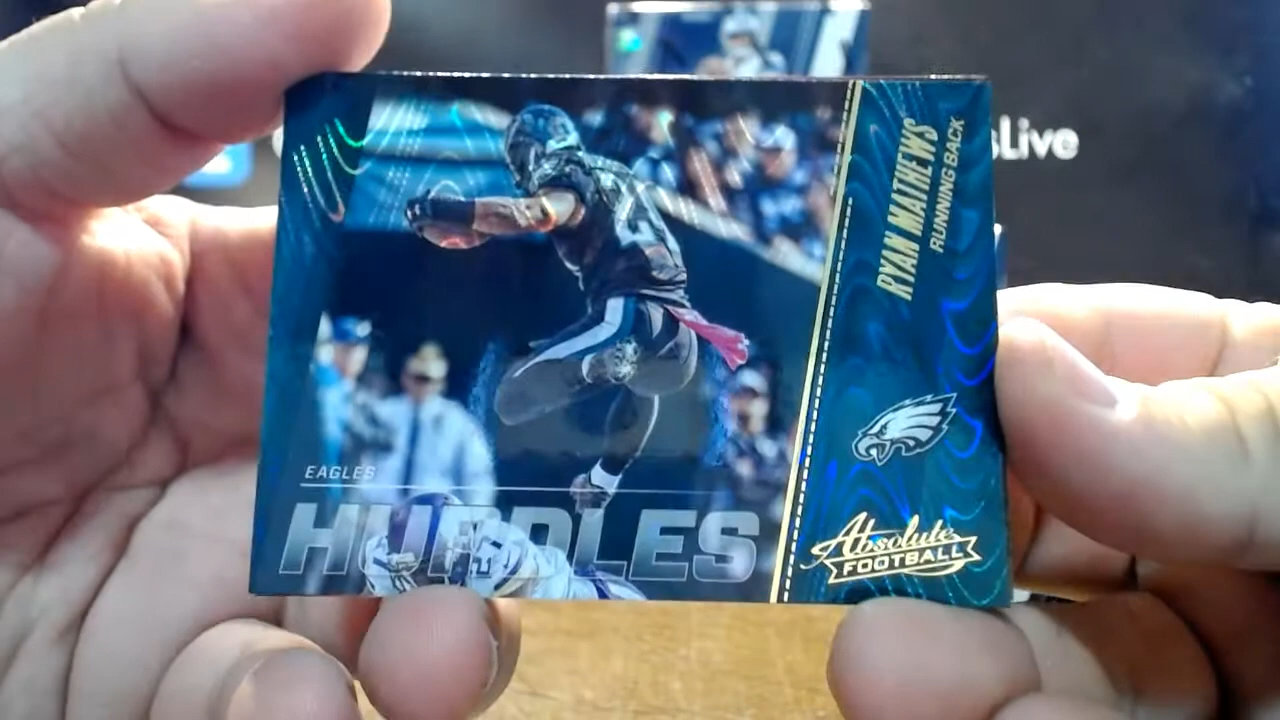 sLive
RYAN MATHEWS
RUNNING BACK
EAGLES
HURDLES
Absolute
FOOTBALL